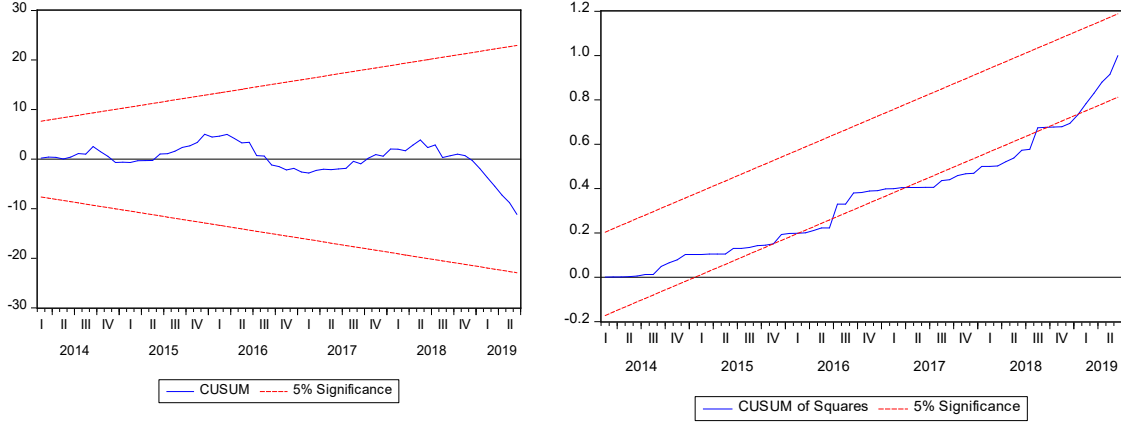 30
20
10
0
-10
-20
-30
I II III IV I II III IV I II III IV I II III IV I II III IV I II
2014 2015 2016 2017 2018 2019
CUSUM 5% Significance
1.2
1.0
0.8
0.6
0.4
0.2
0.0
-0.2
I II III IV I II III IV I II III IV I II III IV I II III IV I II
2014 2015 2016 2017 2018 2019
CUSUM of Squares 5% Significance